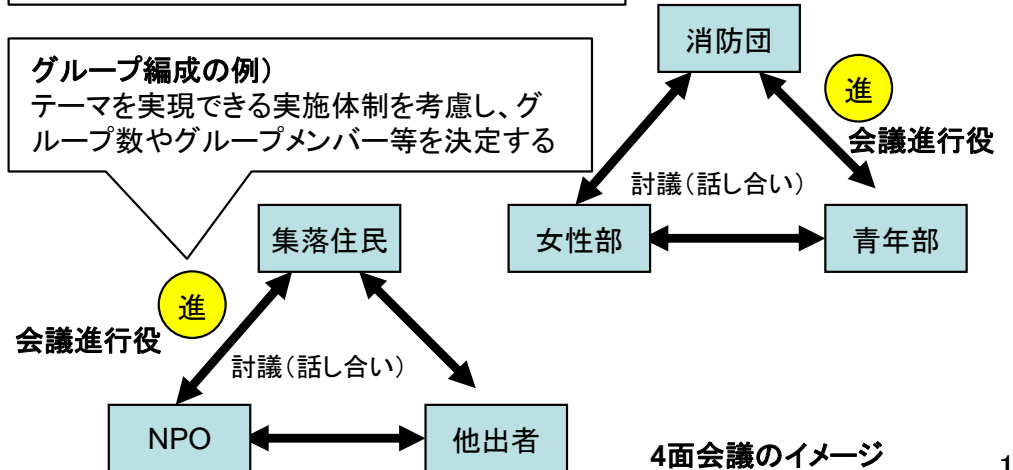 消防団
グループ編成の例）
テーマを実現できる実施体制を考慮し、グ
ループ数やグループメンバー等を決定する
進
会議進行役
討議（話し合い）
女性部
青年部
集落住民
進
会議進行役
討議（話し合い）
NPO
他出者
4面会議のイメージ
1